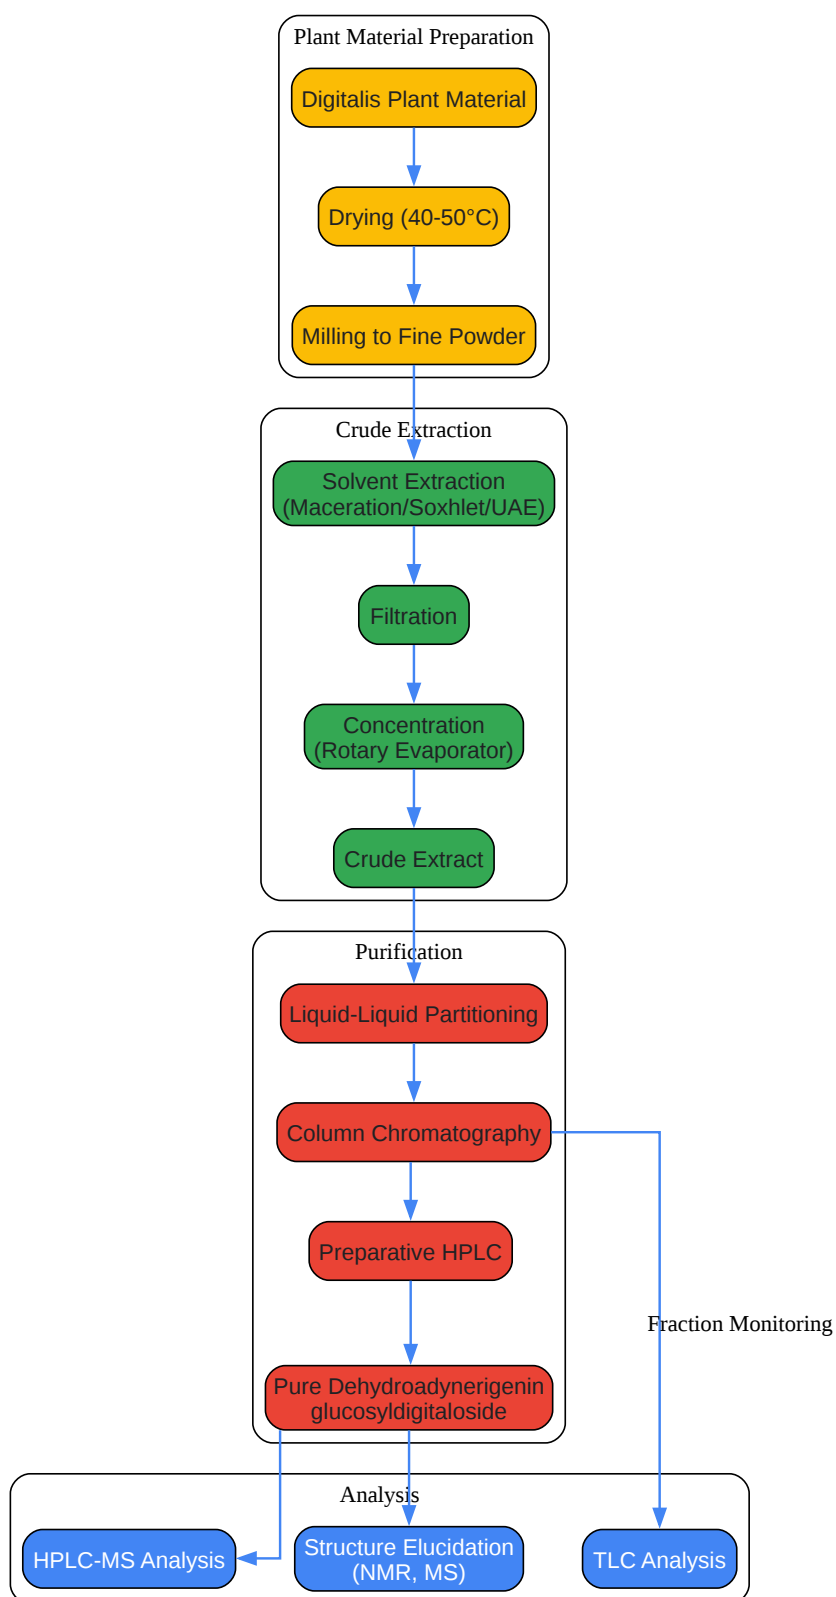 Plant Material Preparation
Digitalis Plant Material
Drying (40-50°C)
Milling to Fine Powder
Crude Extraction
Solvent Extraction
(Maceration/Soxhlet/UAE)
Filtration
Concentration
(Rotary Evaporator)
Crude Extract
Purification
Liquid-Liquid Partitioning
Column Chromatography
Preparative HPLC
Fraction Monitoring
Pure Dehydroadynerigenin
glucosyldigitaloside
Analysis
HPLC-MS Analysis
Structure Elucidation
(NMR, MS)
TLC Analysis